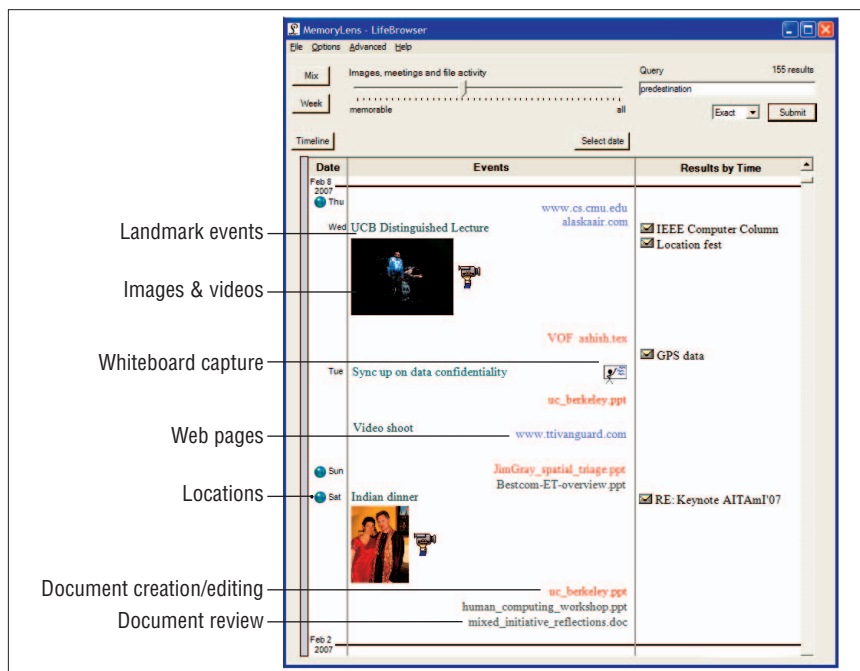 MemoryLens - LifeBrowser
File Options Advanced Help
Mix
Images, meetings and file activity
Query
155 results
predestination
Week
memorable
all
Exact
Submit
Timeline
Select date
Date
Events
Results by Time
Feb 8
2007
Thu
www.cs.cmu.edu
alaskaair.com
Landmark events
Wed
UCB Distinguished Lecture
IEEE Computer Column
Location fest
Images & videos
VOF ashish.tex
GPS data
Whiteboard capture
Tue
Sync up on data confidentiality
uc_berkeley.ppt
Video shoot
Web pages
www.ttivanguard.com
Sun
JimGray_spatial_triage.ppt
Bestcom-ET-overview.ppt
Locations
Sat
Indian dinner
RE: Keynote AITAmI'07
Document creation/editing
uc_berkeley.ppt
human_computing_workshop.ppt
Document review
mixed_initiative_reflections.doc
Feb 2
2007